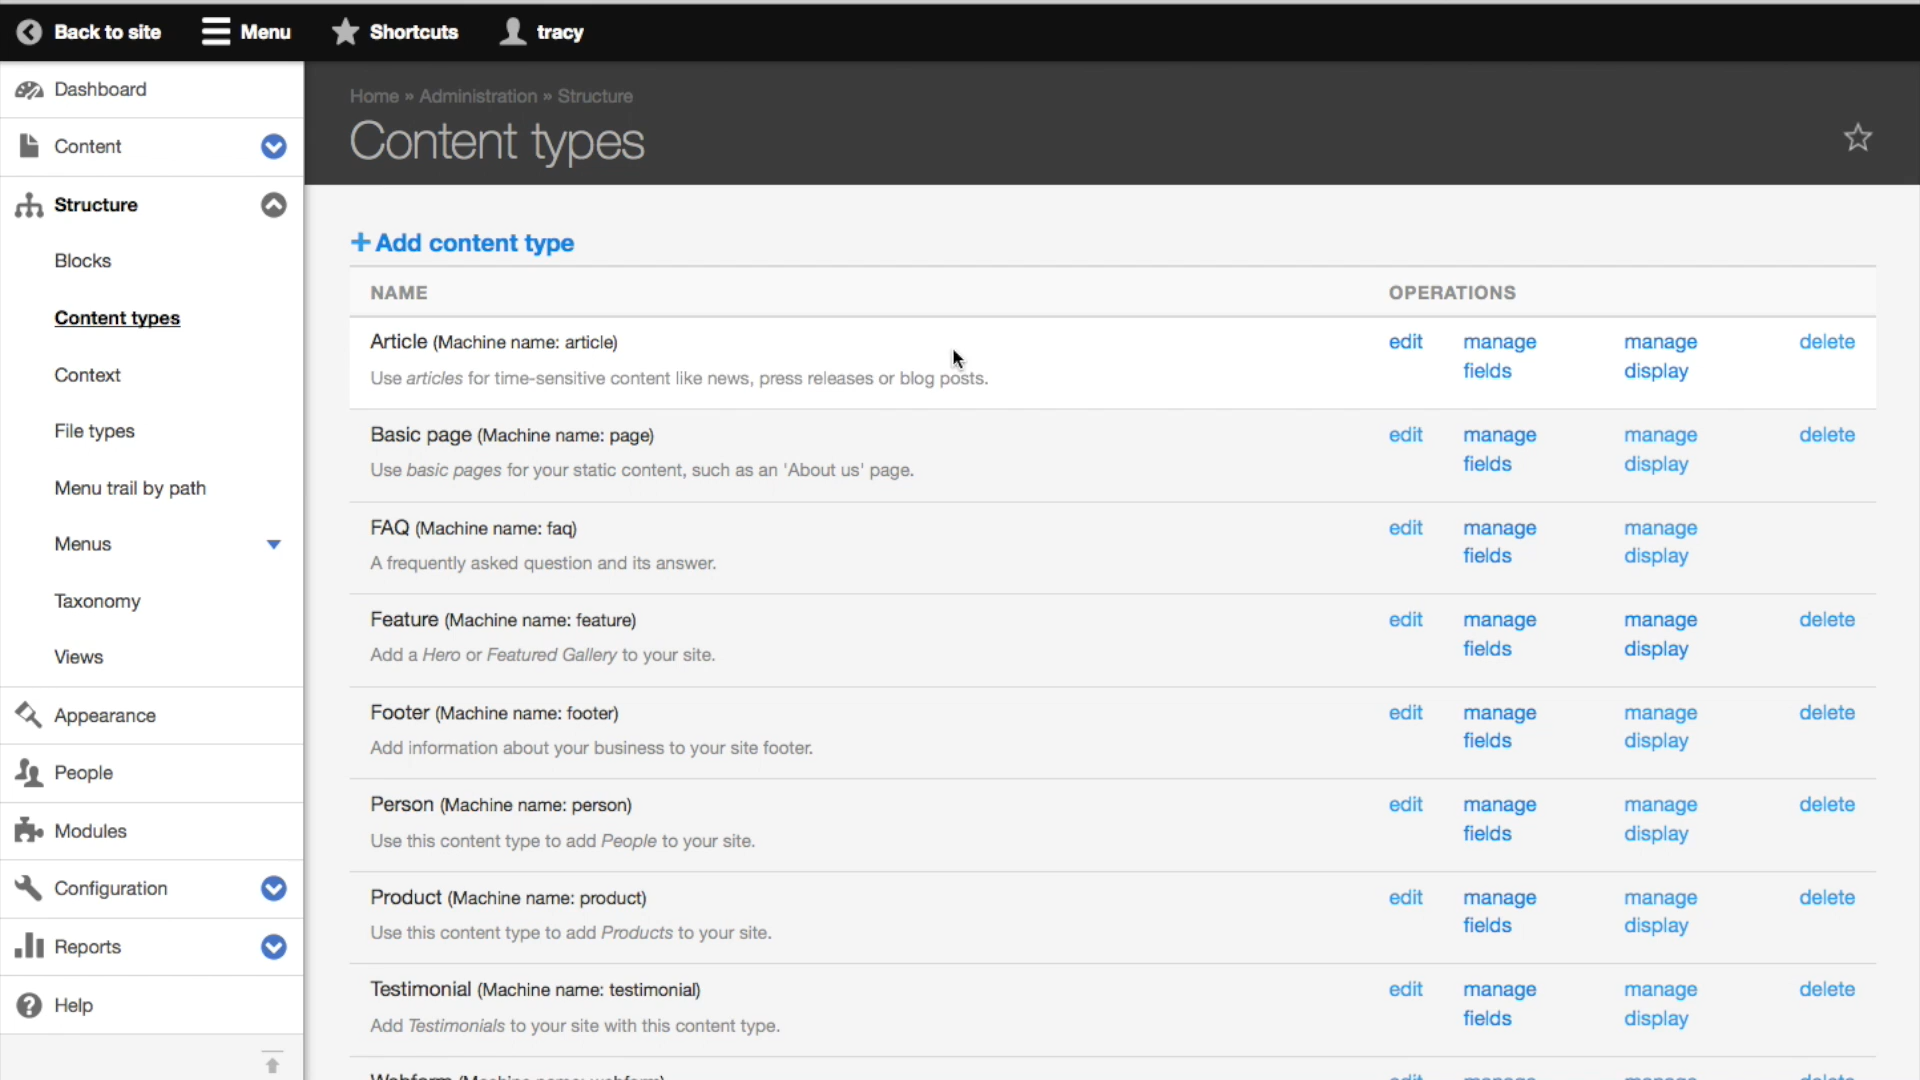 Back to site
Menu
Shortcuts
tracy
Dashboard
Content
Structure
Blocks
Content types
Context
File types
Menu trail by path
Menus
Taxonomy
Views
Appearance
People
Modules
Configuration
Reports
Help
Home » Administration » Structure
Content types
+ Add content type
NAME OPERATIONS
Article (Machine name: article) edit manage fields manage display delete
Use articles for time-sensitive content like news, press releases or blog posts.
Basic page (Machine name: page) edit manage fields manage display delete
Use basic pages for your static content, such as an 'About us' page.
FAQ (Machine name: faq) edit manage fields manage display
A frequently asked question and its answer.
Feature (Machine name: feature) edit manage fields manage display delete
Add a Hero or Featured Gallery to your site.
Footer (Machine name: footer) edit manage fields manage display delete
Add information about your business to your site footer.
Person (Machine name: person) edit manage fields manage display delete
Use this content type to add People to your site.
Product (Machine name: product) edit manage fields manage display delete
Use this content type to add Products to your site.
Testimonial (Machine name: testimonial) edit manage fields manage display delete
Add Testimonials to your site with this content type.
Webform (Machine name: webform) edit manage manage delete